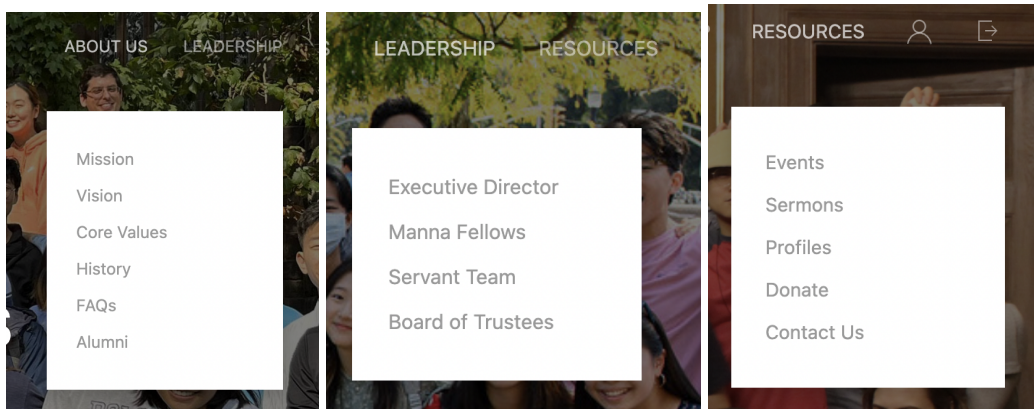 ABOUT US LEADERSHIP
Mission
Vision
Core Values
History
FAQs
Alumni
LEADERSHIP RESOURCES
Executive Director
Manna Fellows
Servant Team
Board of Trustees
RESOURCES
Events
Sermons
Profiles
Donate
Contact Us